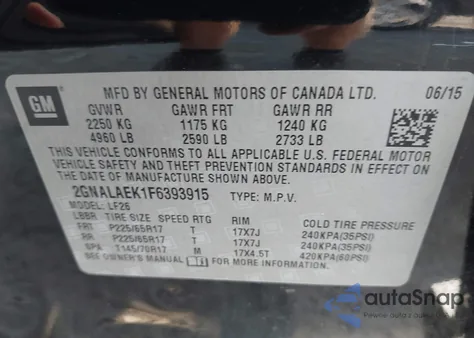 GM
MFD BY GENERAL MOTORS OF CANADA LTD. 06/15
GVWR GAWR FRT GAWR RR
2250 KG 1175 KG 1240 KG
4960 LB 2590 LB 2733 LB
THIS VEHICLE CONFORMS TO ALL APPLICABLE U.S. FEDERAL MOTOR
VEHICLE SAFETY AND THEFT PREVENTION STANDARDS IN EFFECT ON
THE DATE OF MANUFACTURE SHOWN ABOVE.
2GNALAEK1F6393915 TYPE: M.P.V.
MODEL: LF26
TIRE SIZE SPEED RTG RIM COLD TIRE PRESSURE
FRT P225/65R17 T 17X7J 240KPA(35PSI)
RR P225/65R17 T 17X7J 240KPA(35PSI)
SPA T145/70R17 M 17X4.5T 420KPA(60PSI)
SEE OWNER'S MANUAL FOR MORE INFORMATION
autoSnap